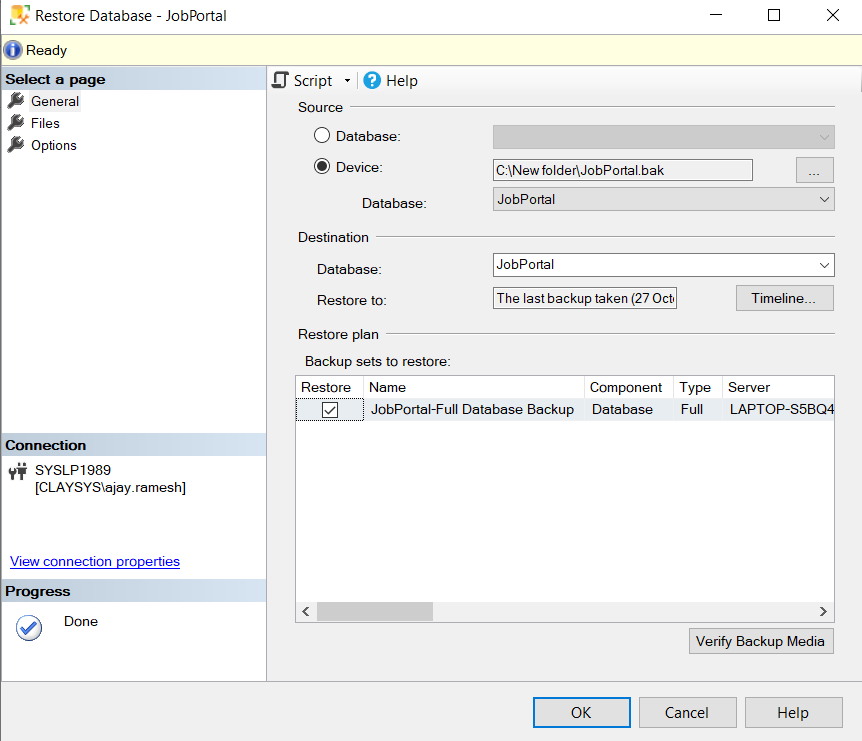 Restore Database - JobPortal
Ready
Select a page
General
Files
Options
Script
Help
Source
Database:
Device:
C:\New folder\JobPortal.bak
...
Database:
JobPortal
Destination
Database:
JobPortal
Restore to:
The last backup taken (27 Octo
Timeline...
Restore plan
Backup sets to restore:
Restore Name Component Type Server
JobPortal-Full Database Backup Database Full LAPTOP-S5BQ4
Verify Backup Media
Connection
SYSLP1989
[CLAYSYS\ajay.ramesh]
View connection properties
Progress
Done
OK
Cancel
Help